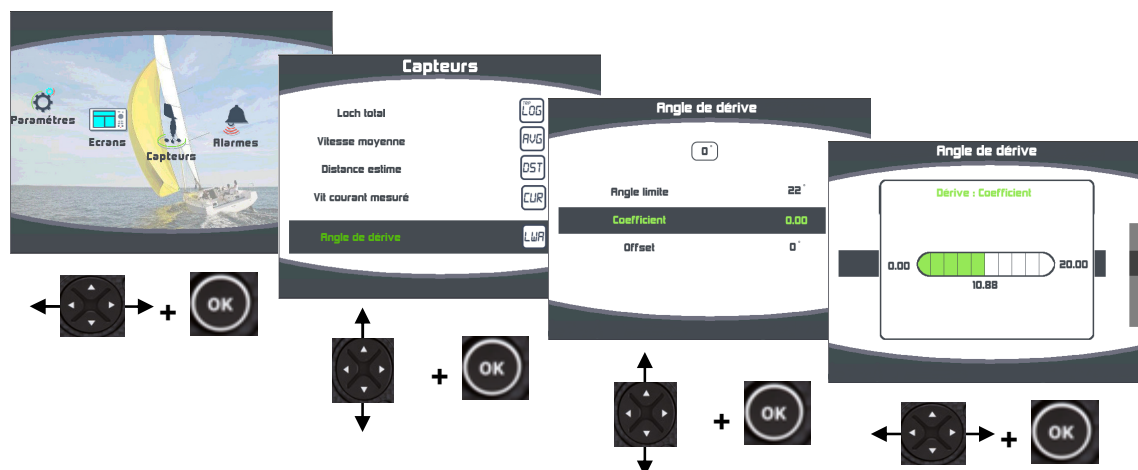 Paramétres
Ecrans
Capteurs
Alarmes
OK
Capteurs
Loch total
TRIP LOG
Vitesse moyenne
AVG
Distance estime
DST
Vit courant mesuré
CUR
Angle de dérive
LWA
+ OK
Angle de dérive
0°
Angle limite 22°
Coefficient 0.00
Offset 0°
+ OK
Angle de dérive
Dérive : Coefficient
0.00 20.00
10.88
+ OK